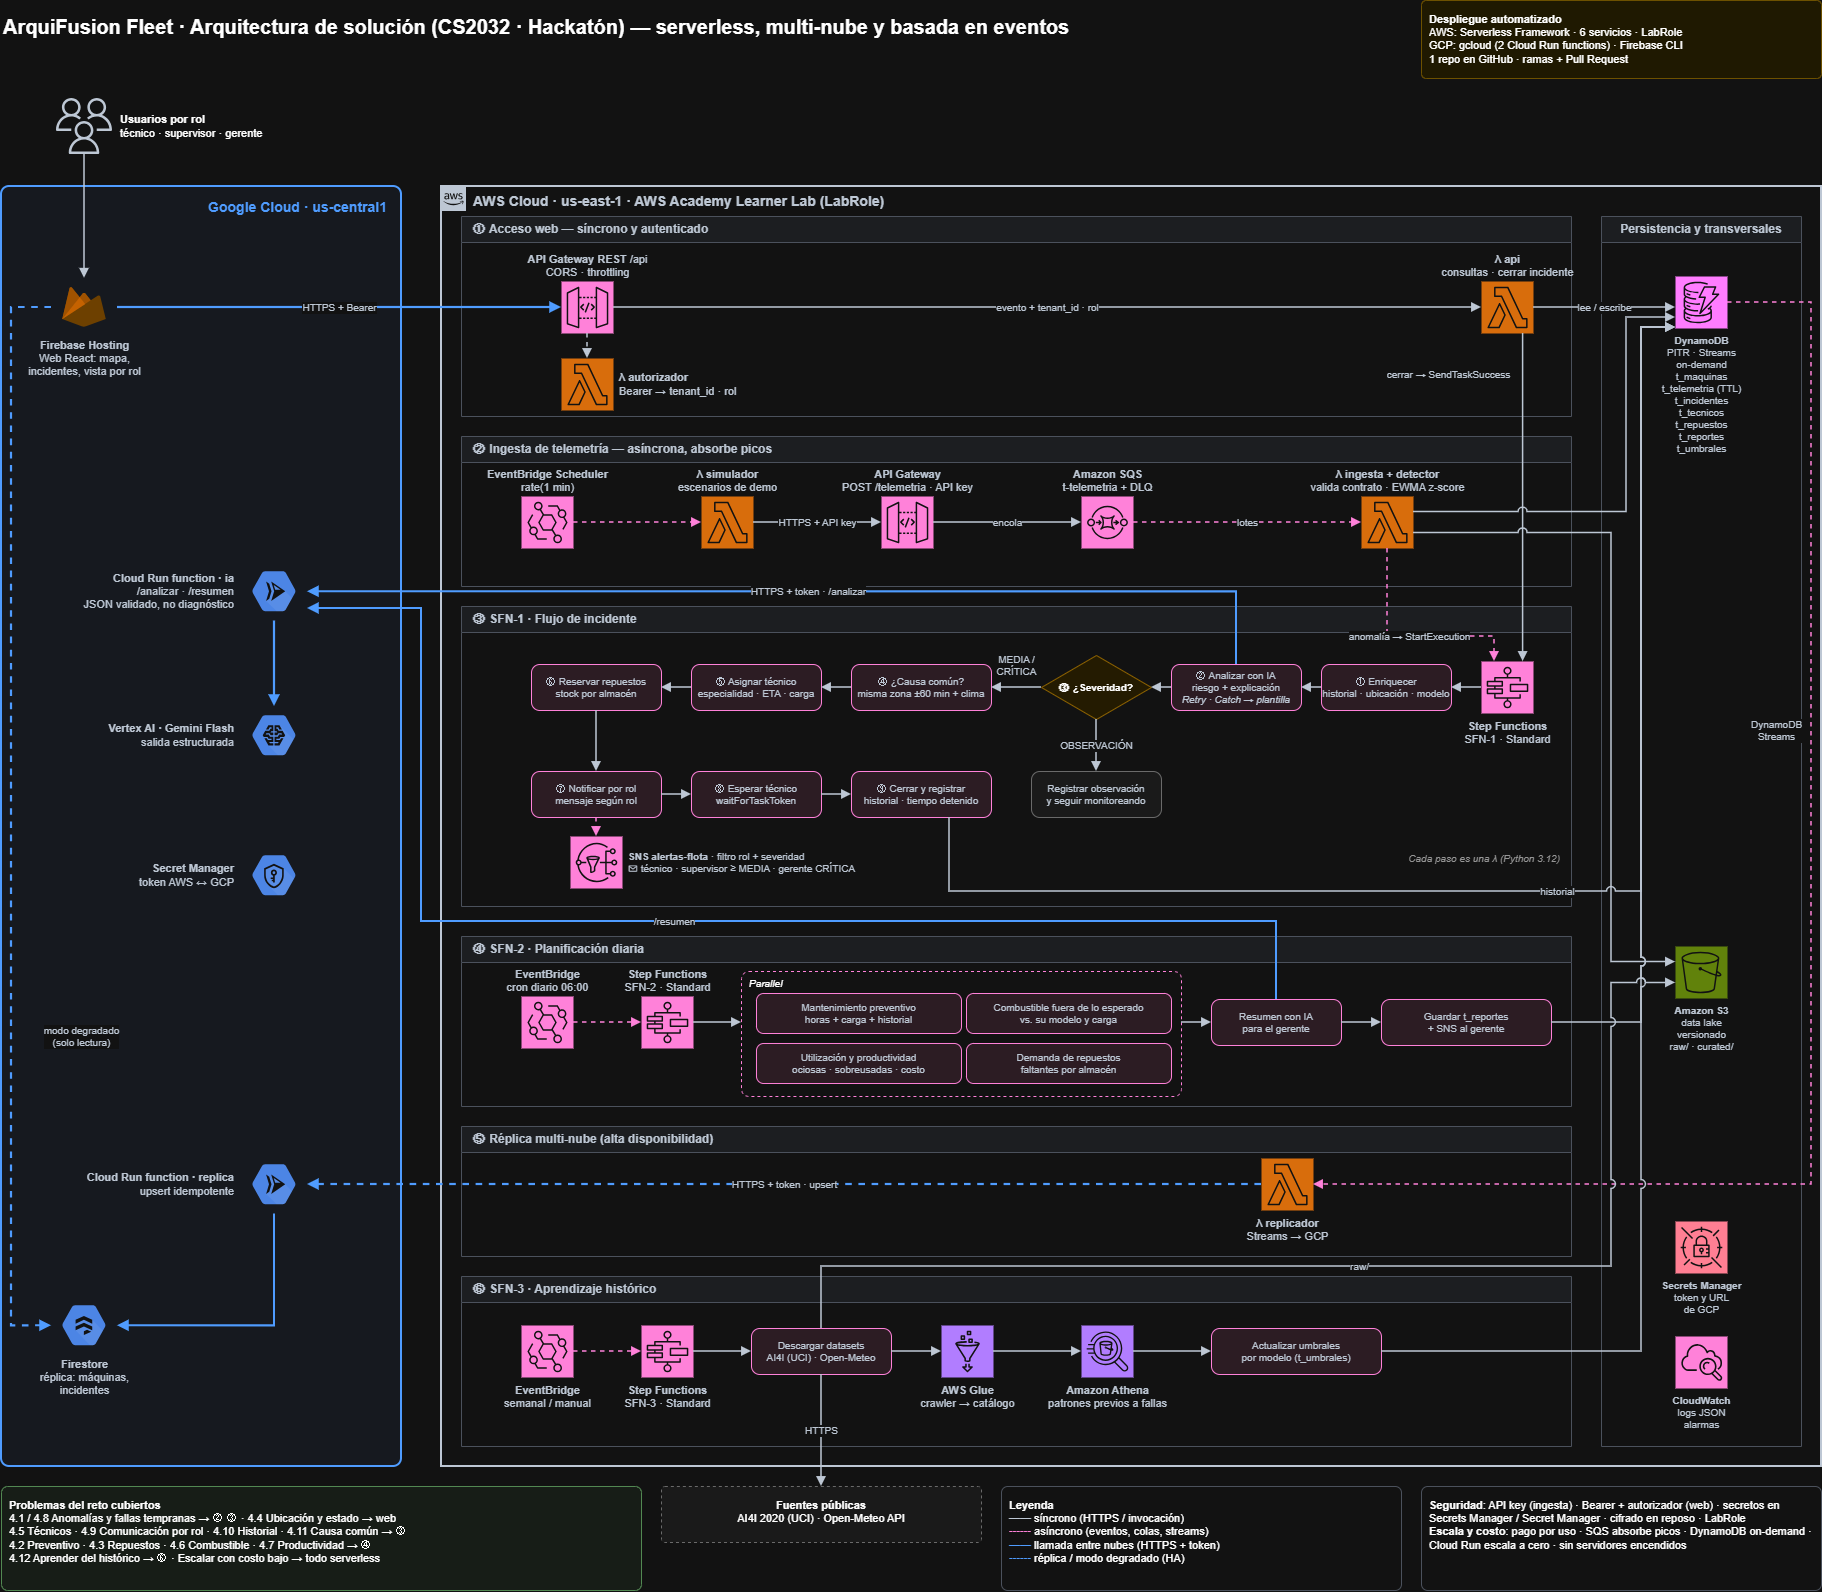 ArquiFusion Fleet · Arquitectura de solución (CS2032 · Hackatón) — serverless, multi-nube y basada en eventos
Despliegue automatizado
AWS: Serverless Framework · 6 servicios · LabRole
GCP: gcloud (2 Cloud Run functions) · Firebase CLI
1 repo en GitHub · ramas + Pull Request
Usuarios por rol
técnico · supervisor · gerente
Google Cloud · us-central1
aws
AWS Cloud · us-east-1 · AWS Academy Learner Lab (LabRole)
① Acceso web — síncrono y autenticado
Persistencia y transversales
API Gateway REST /api
CORS · throttling
λ api
consultas · cerrar incidente
HTTPS + Bearer
evento + tenant_id · rol
lee / escribe
Firebase Hosting
Web React: mapa,
incidentes, vista por rol
λ autorizador
Bearer → tenant_id · rol
cerrar → SendTaskSuccess
DynamoDB
PITR · Streams
on-demand
t_maquinas
t_telemetria (TTL)
t_incidentes
t_tecnicos
t_repuestos
t_reportes
t_umbrales
② Ingesta de telemetría — asíncrona, absorbe picos
EventBridge Scheduler
rate(1 min)
λ simulador
escenarios de demo
API Gateway
POST /telemetria · API key
Amazon SQS
t-telemetria + DLQ
λ ingesta + detector
valida contrato · EWMA z-score
HTTPS + API key
encola
lotes
Cloud Run function · ia
/analizar · /resumen
JSON validado, no diagnóstico
HTTPS + token · /analizar
③ SFN-1 · Flujo de incidente
anomalía → StartExecution
⑥ Reservar repuestos
stock por almacén
⑤ Asignar técnico
especialidad · ETA · carga
④ ¿Causa común?
misma zona ±60 min + clima
MEDIA /
CRÍTICA
③ ¿Severidad?
② Analizar con IA
riesgo + explicación
Retry · Catch → plantilla
① Enriquecer
historial · ubicación · modelo
Step Functions
SFN-1 · Standard
Vertex AI · Gemini Flash
salida estructurada
OBSERVACIÓN
DynamoDB
Streams
⑦ Notificar por rol
mensaje según rol
⑧ Esperar técnico
waitForTaskToken
⑨ Cerrar y registrar
historial · tiempo detenido
Registrar observación
y seguir monitoreando
SNS alertas-flota · filtro rol + severidad
✉ técnico · supervisor ≥ MEDIA · gerente CRÍTICA
Cada paso es una λ (Python 3.12)
Secret Manager
token AWS ↔ GCP
historial
/resumen
④ SFN-2 · Planificación diaria
EventBridge
cron diario 06:00
Step Functions
SFN-2 · Standard
Parallel
Mantenimiento preventivo
horas + carga + historial
Combustible fuera de lo esperado
vs. su modelo y carga
Utilización y productividad
ociosas · sobreusadas · costo
Demanda de repuestos
faltantes por almacén
Resumen con IA
para el gerente
Guardar t_reportes
+ SNS al gerente
Amazon S3
data lake
versionado
raw/ · curated/
modo degradado
(solo lectura)
⑤ Réplica multi-nube (alta disponibilidad)
Cloud Run function · replica
upsert idempotente
HTTPS + token · upsert
λ replicador
Streams → GCP
raw/
⑥ SFN-3 · Aprendizaje histórico
Secrets Manager
token y URL
de GCP
Firestore
réplica: máquinas,
incidentes
EventBridge
semanal / manual
Step Functions
SFN-3 · Standard
Descargar datasets
AI4I (UCI) · Open-Meteo
AWS Glue
crawler → catálogo
Amazon Athena
patrones previos a fallas
Actualizar umbrales
por modelo (t_umbrales)
CloudWatch
logs JSON
alarmas
HTTPS
Problemas del reto cubiertos
4.1 / 4.8 Anomalías y fallas tempranas → ② ③ · 4.4 Ubicación y estado → web
4.5 Técnicos · 4.9 Comunicación por rol · 4.10 Historial · 4.11 Causa común → ③
4.2 Preventivo · 4.3 Repuestos · 4.6 Combustible · 4.7 Productividad → ④
4.12 Aprender del histórico → ⑥ · Escalar con costo bajo → todo serverless
Fuentes públicas
AI4I 2020 (UCI) · Open-Meteo API
Leyenda
—— síncrono (HTTPS / invocación)
------ asíncrono (eventos, colas, streams)
—— llamada entre nubes (HTTPS + token)
------ réplica / modo degradado (HA)
Seguridad: API key (ingesta) · Bearer + autorizador (web) · secretos en
Secrets Manager / Secret Manager · cifrado en reposo · LabRole
Escala y costo: pago por uso · SQS absorbe picos · DynamoDB on-demand ·
Cloud Run escala a cero · sin servidores encendidos